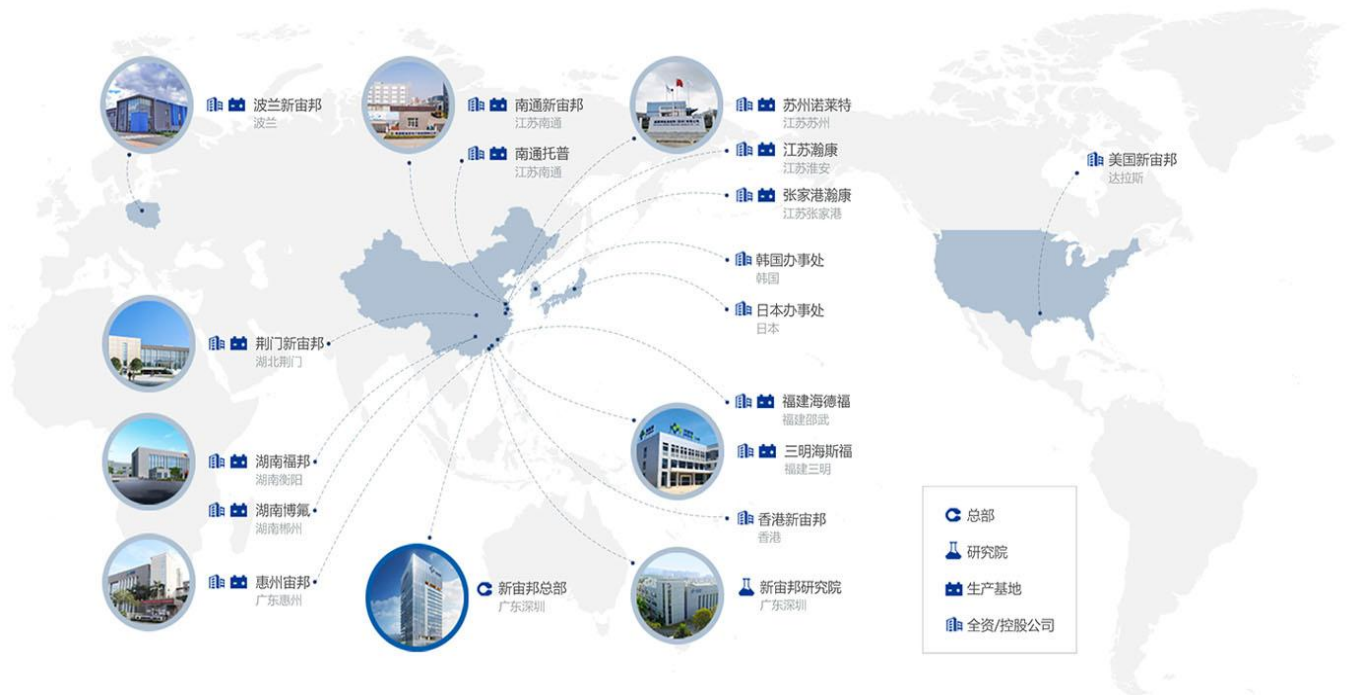 波兰新宙邦
波兰
南通新宙邦
江苏南通
南通托普
江苏南通
苏州诺莱特
江苏苏州
江苏瀚康
江苏淮安
张家港瀚康
江苏张家港
韩国办事处
韩国
日本办事处
日本
美国新宙邦
达拉斯
荆门新宙邦
湖北荆门
湖南福邦
湖南衡阳
湖南博氟
湖南郴州
惠州宙邦
广东惠州
新宙邦总部
广东深圳
福建海德福
福建邵武
三明海斯福
福建三明
香港新宙邦
香港
新宙邦研究院
广东深圳
总部
研究院
生产基地
全资/控股公司